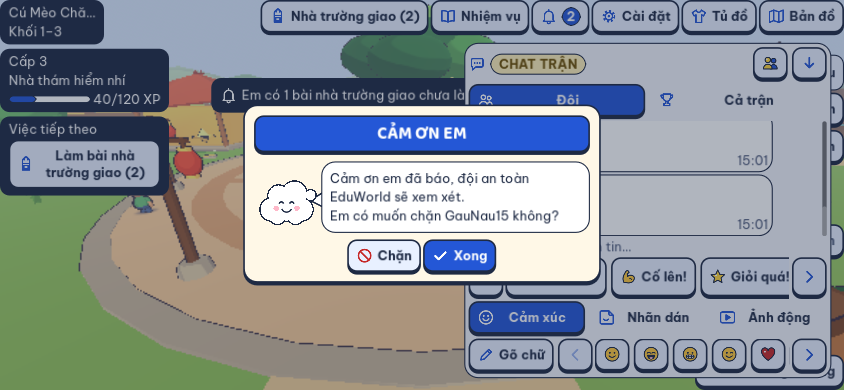 Cú Mèo Chă...
Khối 1–3
Nhà trường giao (2)
Nhiệm vụ
2
Cài đặt
Tủ đồ
Bản đồ
Cấp 3
Nhà thám hiểm nhí
40/120 XP
CHAT TRẬN
Em có 1 bài nhà trường giao chưa là
Đội
Cả trận
Việc tiếp theo
Làm bài nhà
trường giao (2)
CẢM ƠN EM
Cảm ơn em đã báo, đội an toàn
EduWorld sẽ xem xét.
Em có muốn chặn GauNau15 không?
15:01
15:01
Chặn
Xong
tin...
Cố lên!
Giỏi quá!
Cảm xúc
Nhãn dán
Ảnh động
Gõ chữ